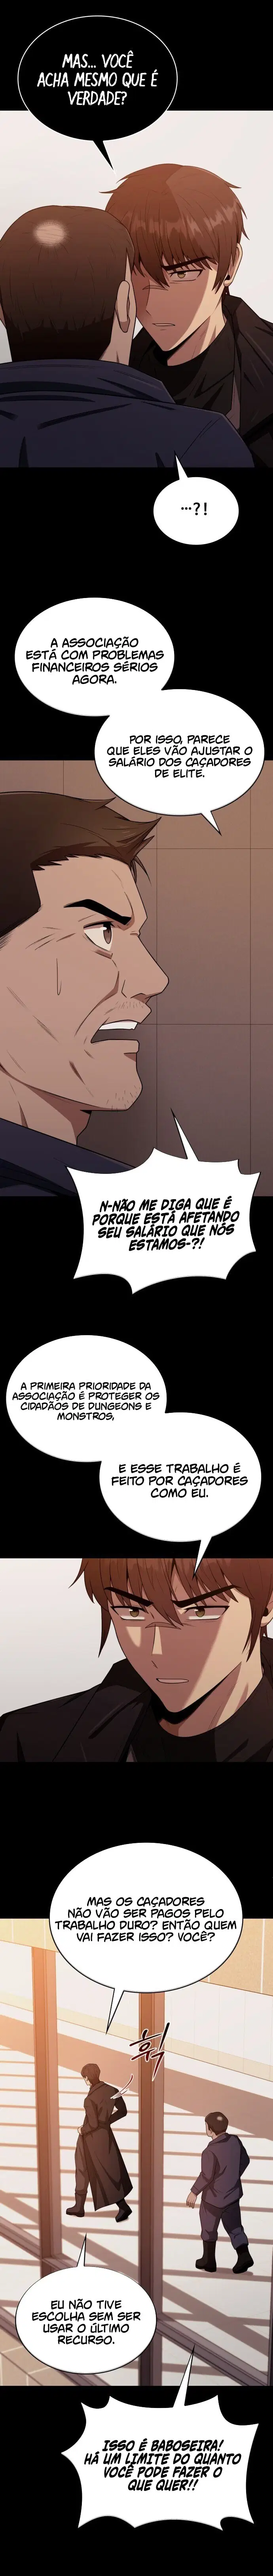 MAS... VOCÊ
ACHA MESMO QUE É
VERDADE?
...?!
A ASSOCIAÇÃO
ESTÁ COM PROBLEMAS
FINANCEIROS SÉRIOS
AGORA.
POR ISSO, PARECE
QUE ELES VÃO AJUSTAR O
SALÁRIO DOS CAÇADORES
DE ELITE.
N-NÃO ME DIGA QUE É
PORQUE ESTÁ AFETANDO
SEU SALÁRIO QUE NÓS
ESTAMOS-?!
A PRIMEIRA PRIORIDADE DA
ASSOCIAÇÃO É PROTEGER OS
CIDADÃOS DE DUNGEONS E
MONSTROS,
E ESSE TRABALHO É
FEITO POR CAÇADORES
COMO EU.
MAS OS CAÇADORES
NÃO VÃO SER PAGOS PELO
TRABALHO DURO? ENTÃO QUEM
VAI FAZER ISSO? VOCÊ?
휙
EU NÃO TIVE
ESCOLHA SEM SER
USAR O ÚLTIMO
RECURSO.
ISSO É BABOSEIRA!
HÁ UM LIMITE DO QUANTO
VOCÊ PODE FAZER O
QUE QUER!!